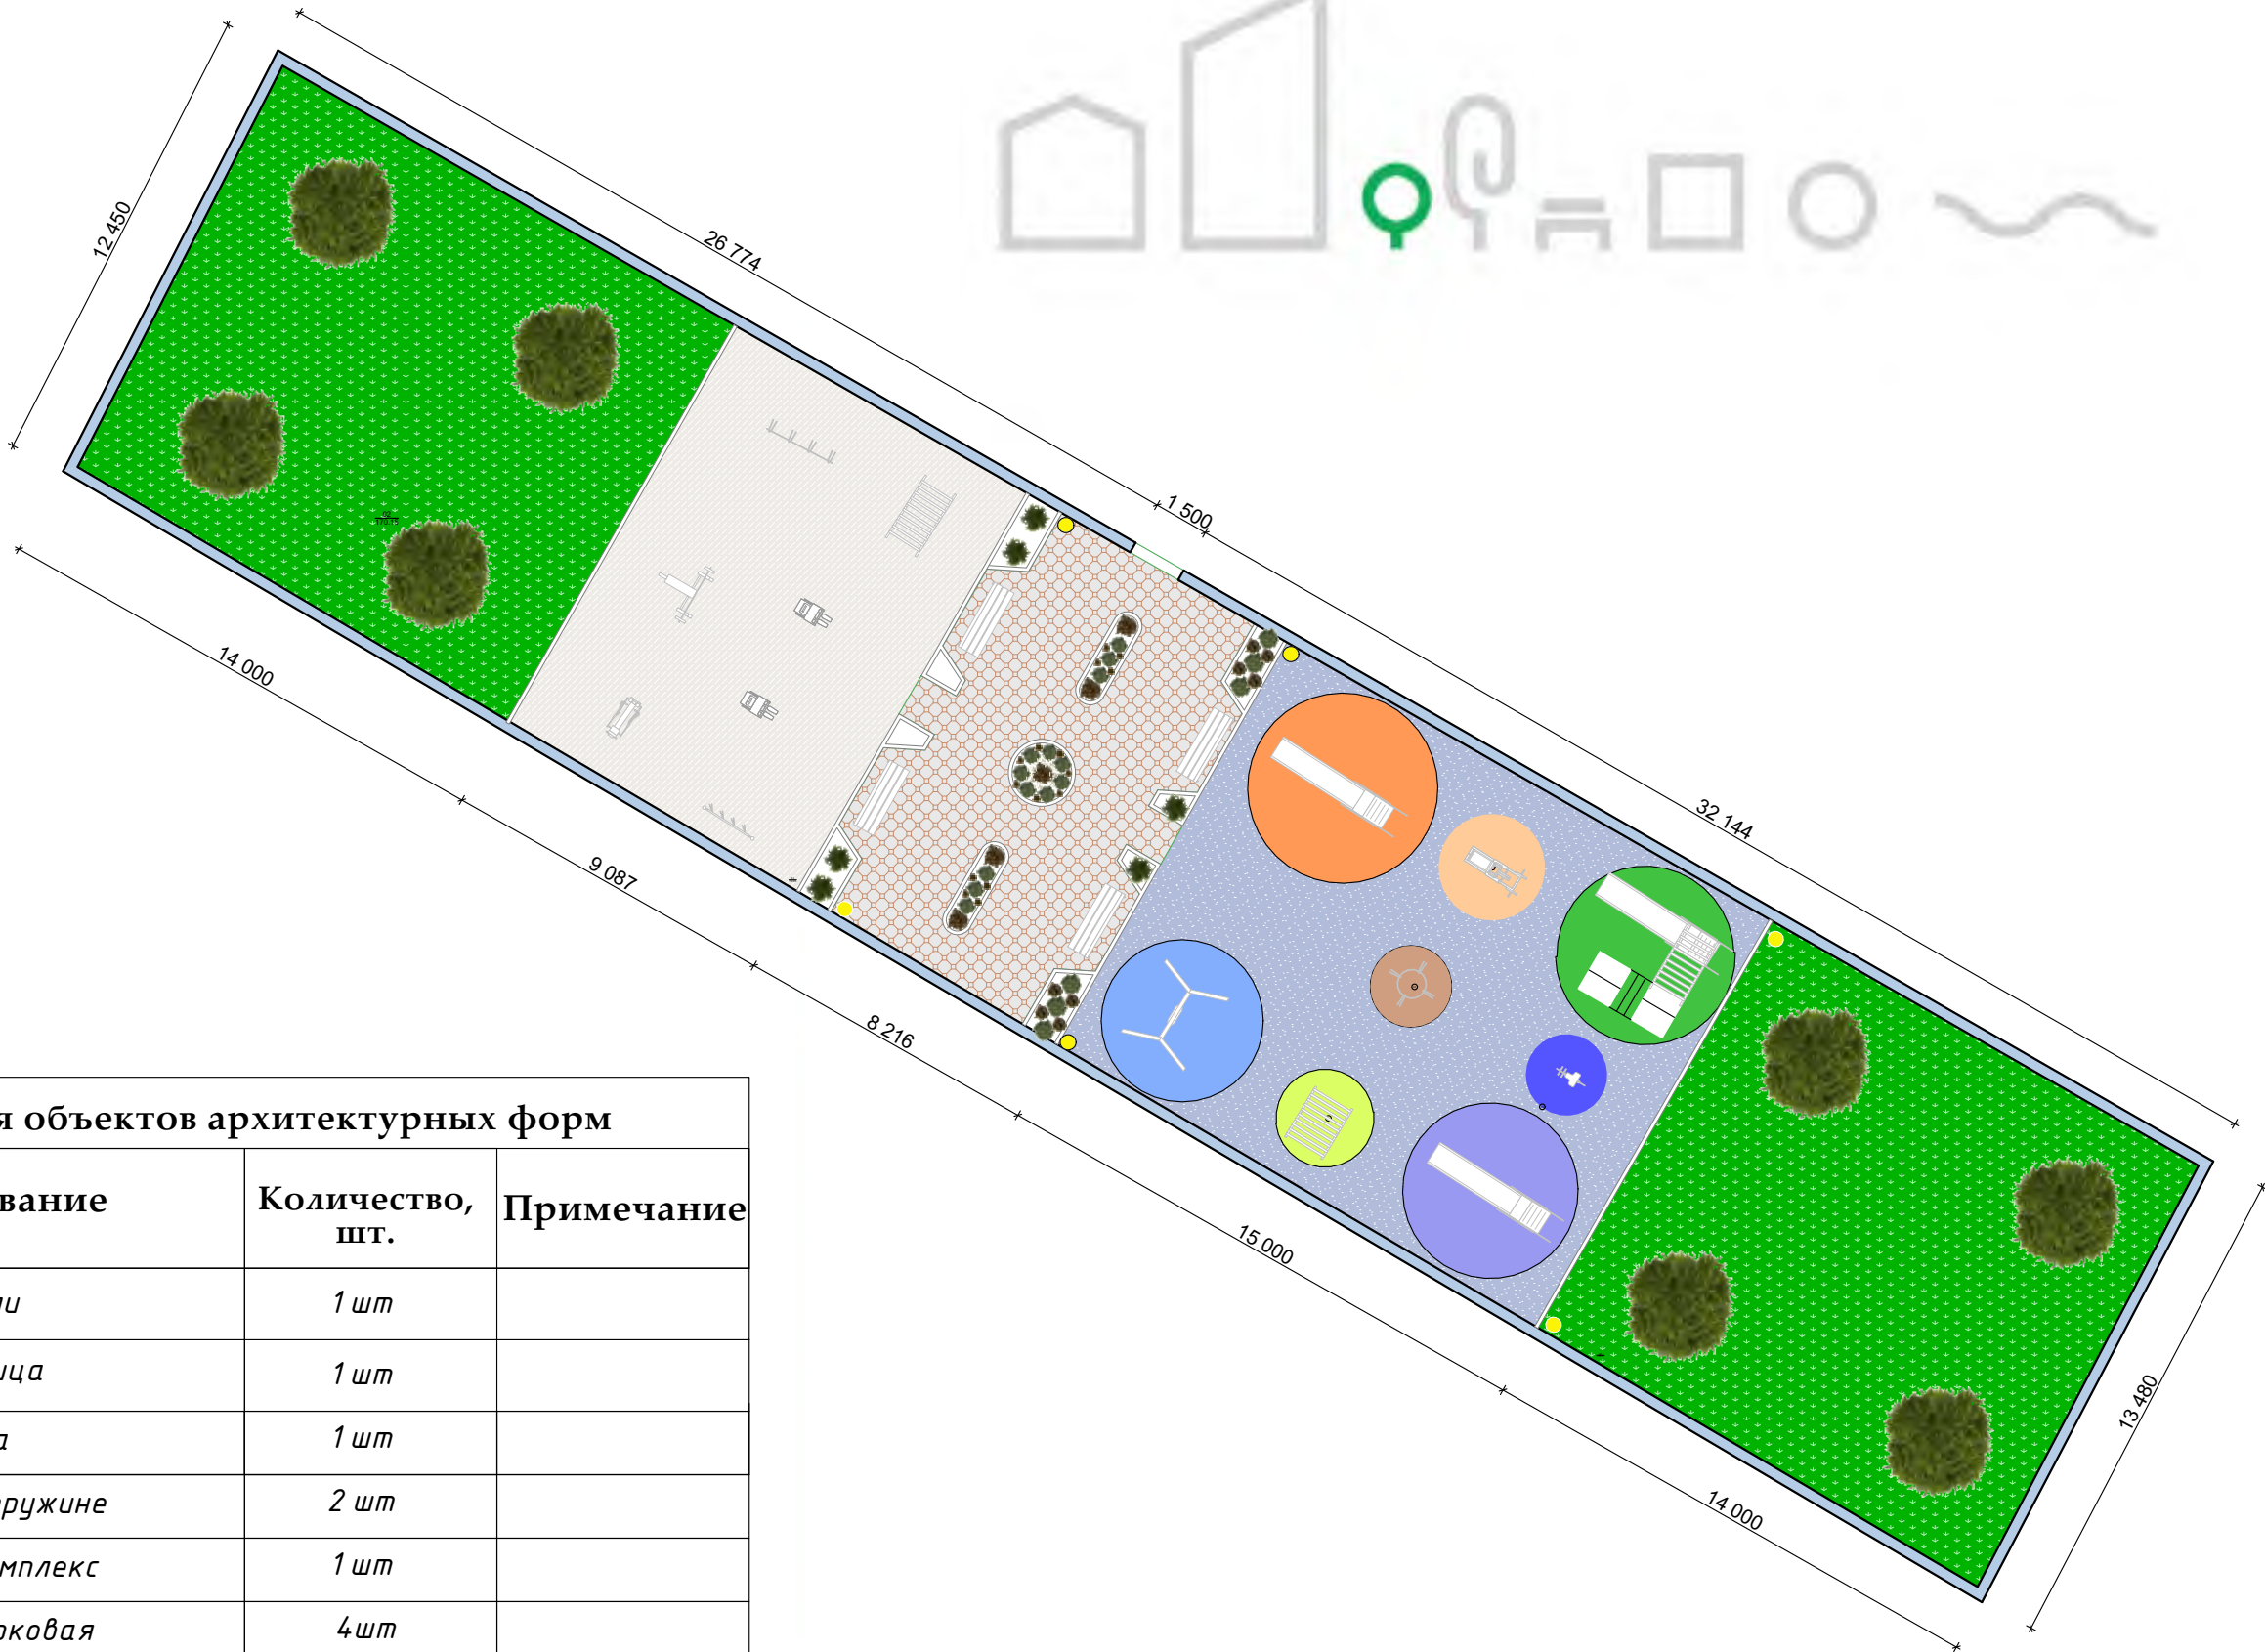 12 450
26 774
1 500
32 144
13 480
14 000
9 087
8 216
15 000
14 000
я объектов архитектурных форм
вание
Количество,
шт.
Примечание
ли
1 шт
ица
1 шт
а
1 шт
ружине
2 шт
мплекс
1 шт
рковая
4шт